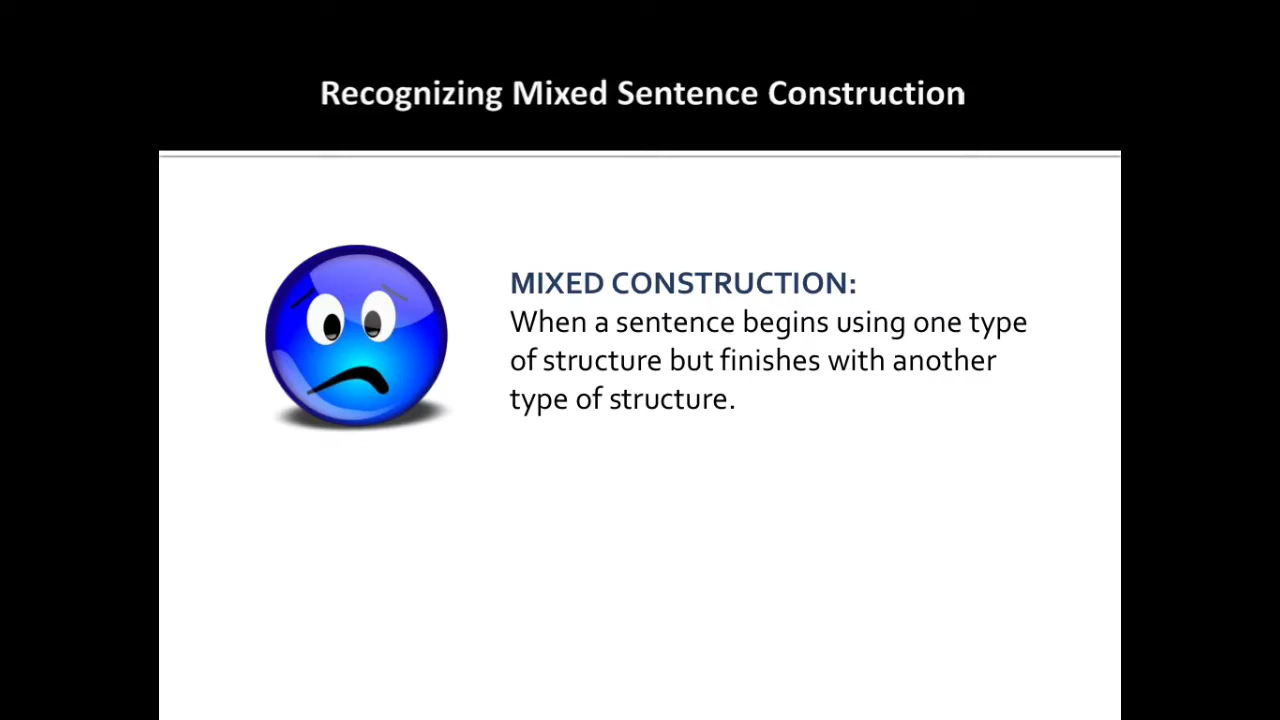 Recognizing Mixed Sentence Construction
MIXED CONSTRUCTION:
When a sentence begins using one type
of structure but finishes with another
type of structure.